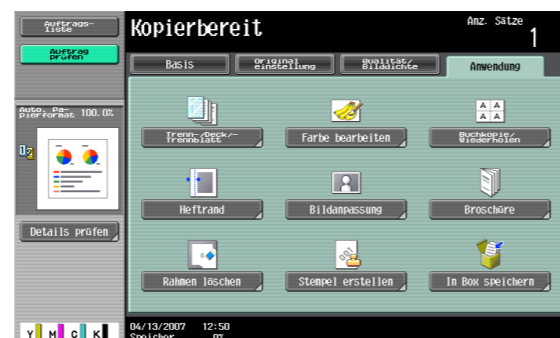 Auftrags-
liste
Auftrag
prüfen
Kopierbereit
Anz. Sätze
1
Basis
Original
einstellung
Qualität/
Bilddichte
Anwendung
Auto. Pa-
pierformat
100.0%
Trenn-/Deck/-
Trennblatt
Farbe bearbeiten
A A
A A
Buchkopie/
Wiederholen
Heftrand
Bildanpassung
Broschüre
Details prüfen
Rahmen löschen
Stempel erstellen
In Box speichern
Y M C K
04/13/2007 12:50
Speicher 0%